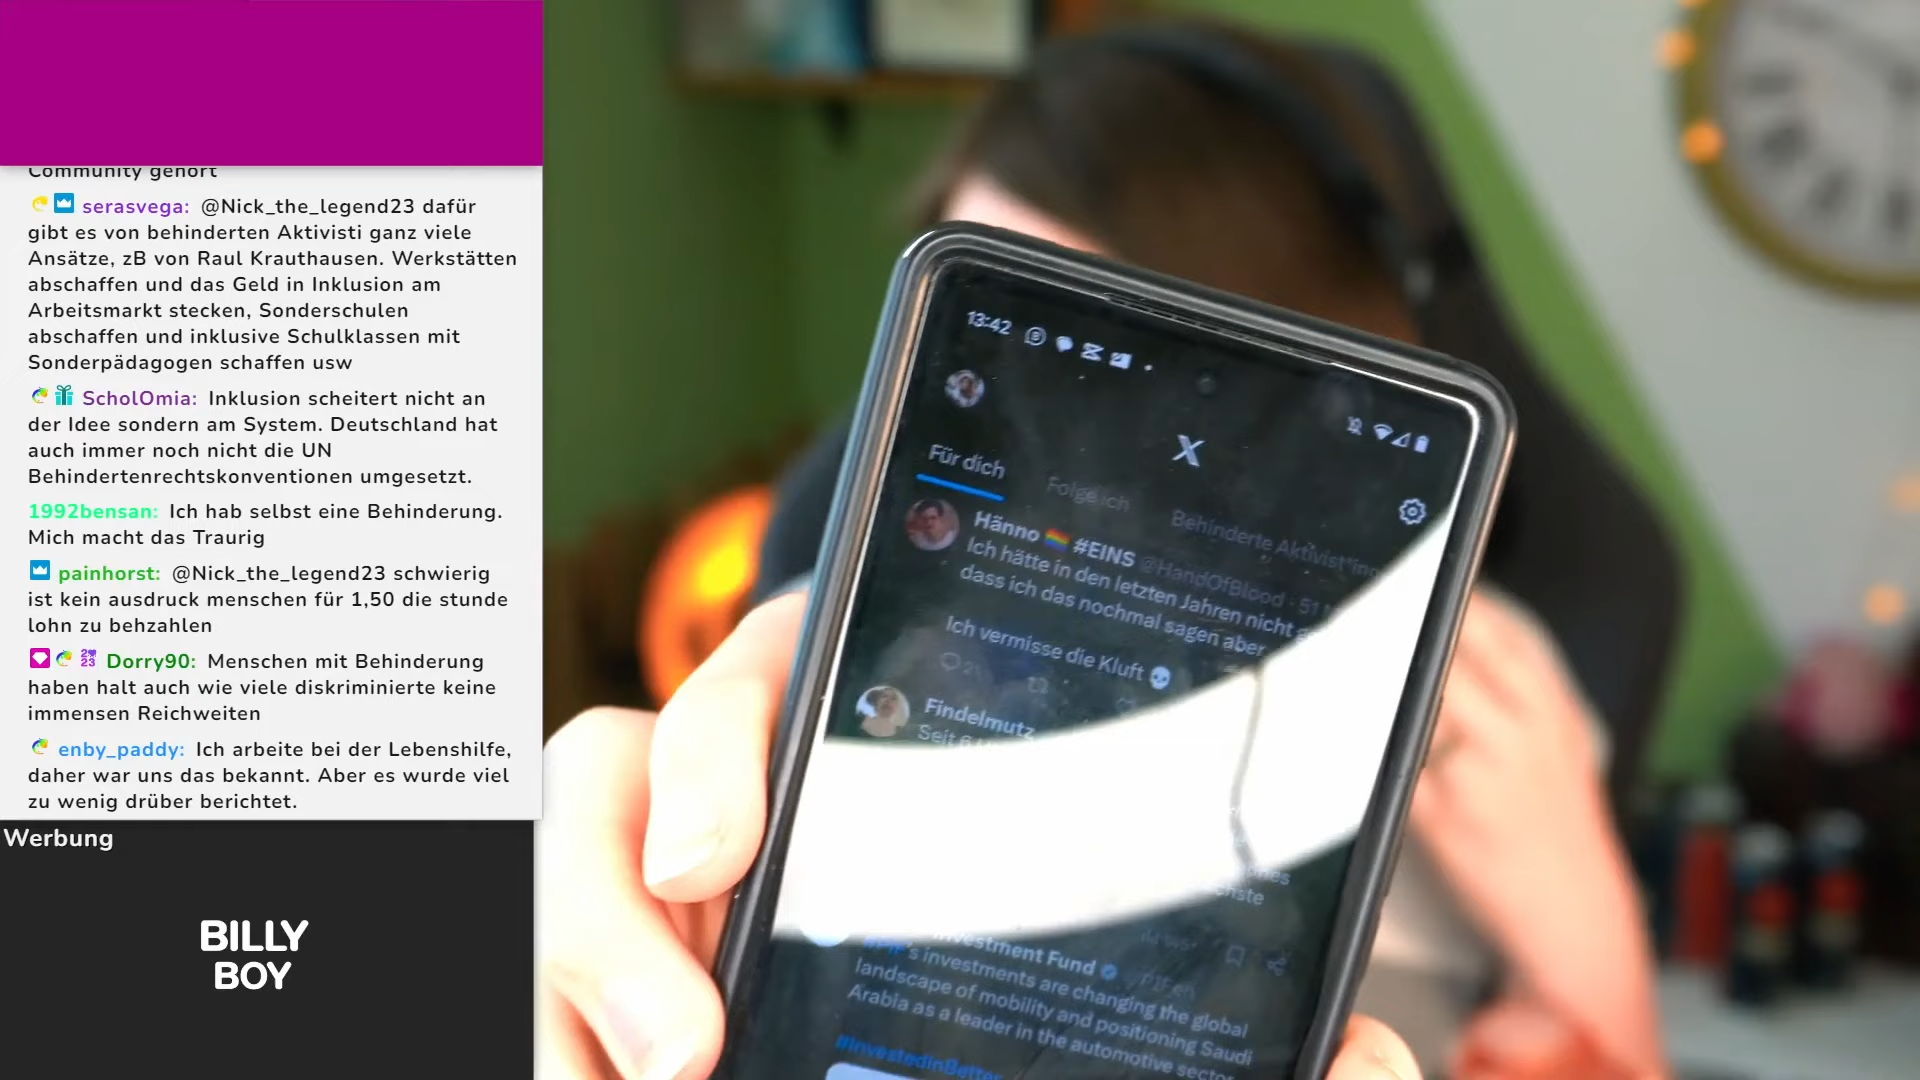 Community gehört
serasvega: @Nick_the_legend23 dafür
gibt es von behinderten Aktivisti ganz viele
Ansätze, zB von Raul Krauthausen. Werkstätten
abschaffen und das Geld in Inklusion am
Arbeitsmarkt stecken, Sonderschulen
abschaffen und inklusive Schulklassen mit
Sonderpädagogen schaffen usw
ScholOmia: Inklusion scheitert nicht an
der Idee sondern am System. Deutschland hat
auch immer noch nicht die UN
Behindertenrechtskonventionen umgesetzt.
1992bensan: Ich hab selbst eine Behinderung.
Mich macht das Traurig
painhorst: @Nick_the_legend23 schwierig
ist kein ausdruck menschen für 1,50 die stunde
lohn zu behzahlen
Dorry90: Menschen mit Behinderung
haben halt auch wie viele diskriminierte keine
immensen Reichweiten
enby_paddy: Ich arbeite bei der Lebenshilfe,
daher war uns das bekannt. Aber es wurde viel
zu wenig drüber berichtet.
Werbung
BILLY
BOY
13:42
X
Für dich Folge ich Behinderte Aktivist*inn
Hänno 🏳️‍🌈 #EINS @HandOfBlood · 51
Ich hätte in den letzten Jahren nicht
dass ich das nochmal sagen aber
Ich vermisse die Kluft 💀
Findelmutz
Seit
Investment Fund
#PIF's investments are changing the global
landscape of mobility and positioning Saudi
Arabia as a leader in the automotive sector
#InvestedinBetter